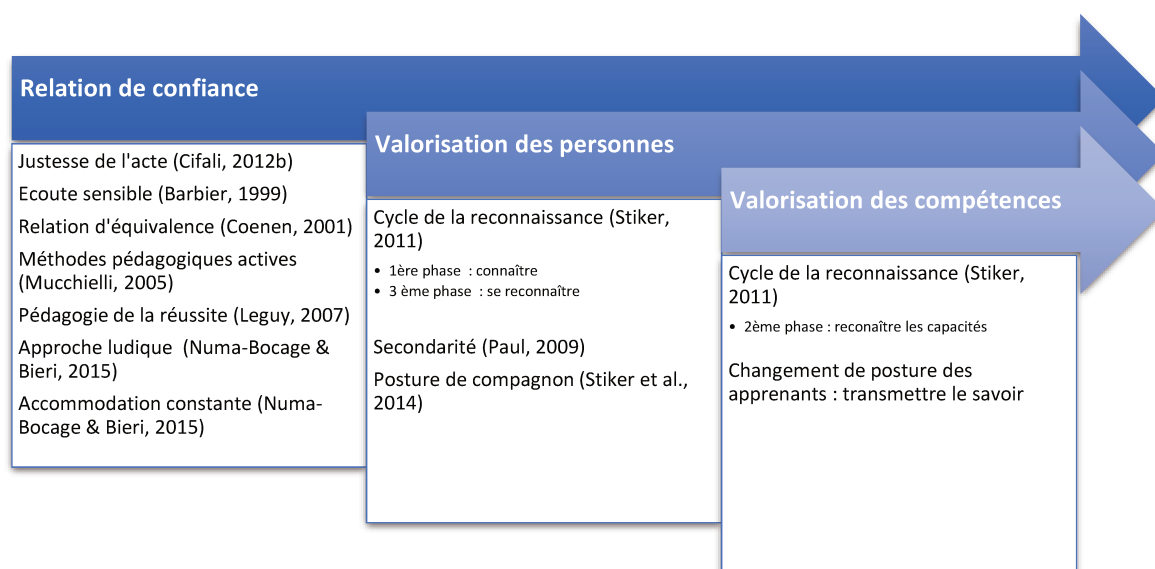 Relation de confiance
Justesse de l'acte (Cifali, 2012b)
Ecoute sensible (Barbier, 1999)
Relation d'équivalence (Coenen, 2001)
Méthodes pédagogiques actives
(Mucchielli, 2005)
Pédagogie de la réussite (Leguy, 2007)
Approche ludique  (Numa-Bocage &
Bieri, 2015)
Accommodation constante (Numa-
Bocage & Bieri, 2015)
Valorisation des personnes
Cycle de la reconnaissance (Stiker,
2011)
• 1ère phase  : connaître
• 3 ème phase  : se reconnaître
Secondarité (Paul, 2009)
Posture de compagnon (Stiker et al.,
2014)
Valorisation des compétences
Cycle de la reconnaissance (Stiker,
2011)
• 2ème phase : reconaître les capacités
Changement de posture des
apprenants : transmettre le savoir